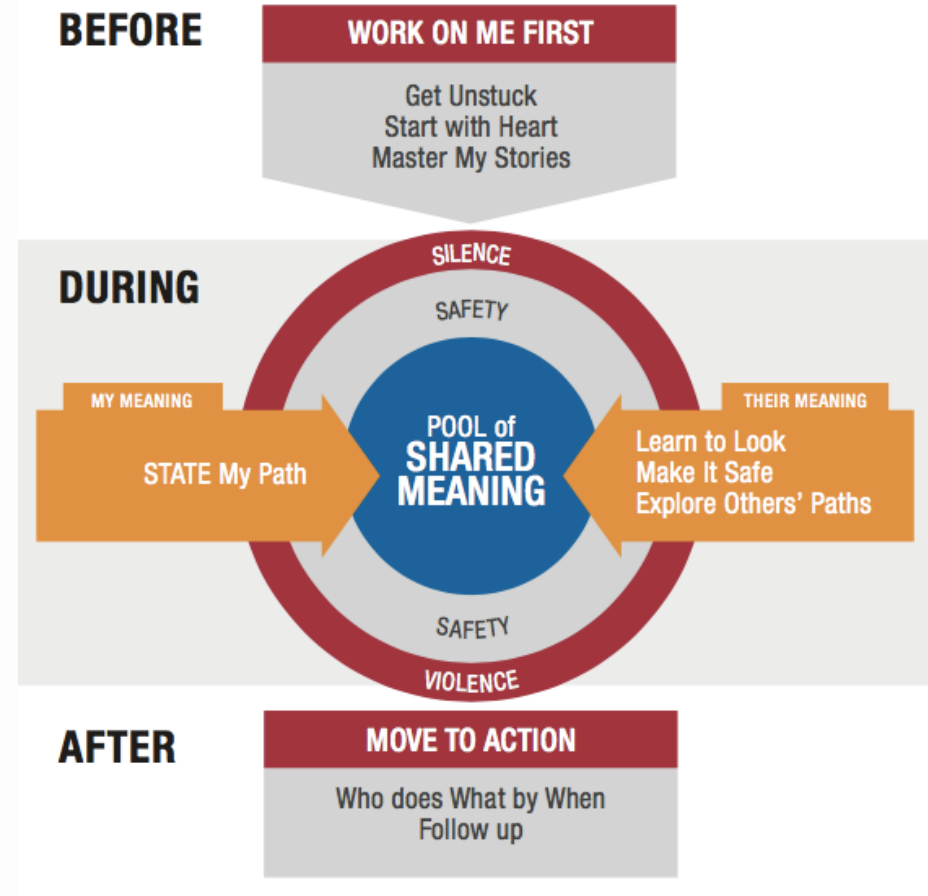 BEFORE
WORK ON ME FIRST
Get Unstuck
Start with Heart
Master My Stories
DURING
SILENCE
SAFETY
MY MEANING
STATE My Path
POOL of
SHARED
MEANING
THEIR MEANING
Learn to Look
Make It Safe
Explore Others’ Paths
SAFETY
VIOLENCE
AFTER
MOVE TO ACTION
Who does What by When
Follow up